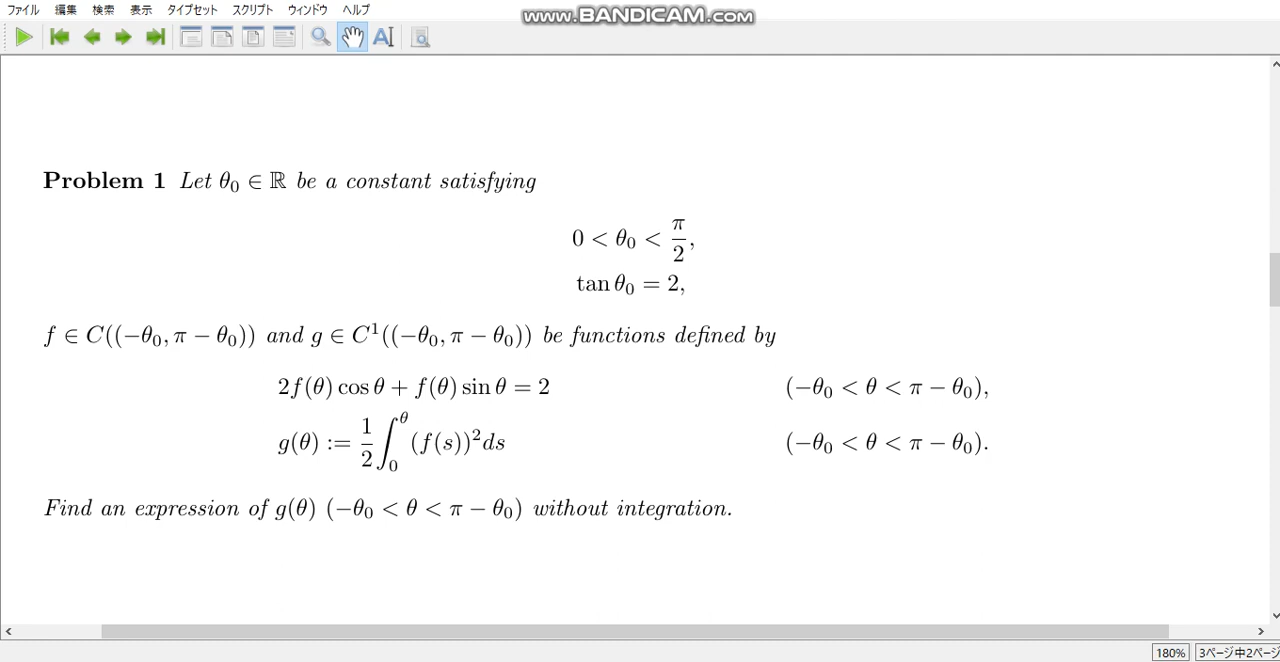 ファイル 編集 検索 表示 タイプセット スクリプト ウィンドウ ヘルプ
www.BANDICAM.com
Problem 1 Let θ₀ ∈ ℝ be a constant satisfying
0 < θ₀ < π/2,
tan θ₀ = 2,
f ∈ C((−θ₀, π − θ₀)) and g ∈ C¹((−θ₀, π − θ₀)) be functions defined by
2f(θ) cos θ + f(θ) sin θ = 2 (−θ₀ < θ < π − θ₀),
g(θ) := 1/2 ∫₀^θ (f(s))² ds (−θ₀ < θ < π − θ₀).
Find an expression of g(θ) (−θ₀ < θ < π − θ₀) without integration.
180% 3ページ中2ページ